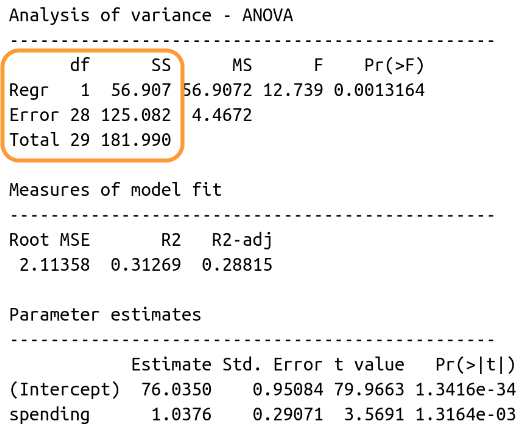 Analysis of variance - ANOVA
-----------------------------------------------
df SS MS F Pr(>F)
Regr 1 56.907 56.9072 12.739 0.0013164
Error 28 125.082 4.4672
Total 29 181.990
Measures of model fit
-----------------------------------------------
Root MSE R2 R2-adj
2.11358 0.31269 0.28815
Parameter estimates
-----------------------------------------------
Estimate Std. Error t value Pr(>|t|)
(Intercept) 76.0350 0.95084 79.9663 1.3416e-34
spending 1.0376 0.29071 3.5691 1.3164e-03